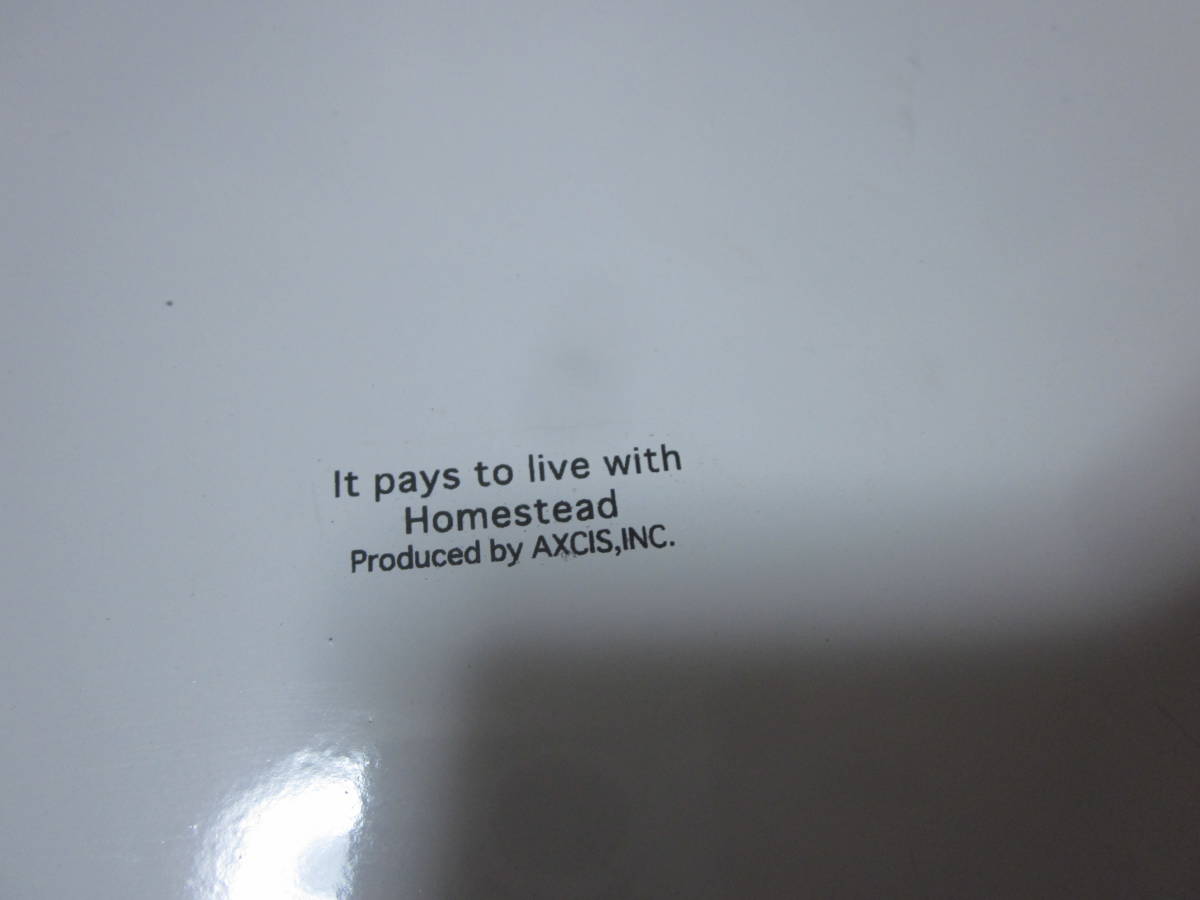 It pays to live with
Homestead
Produced by AXCIS,INC.